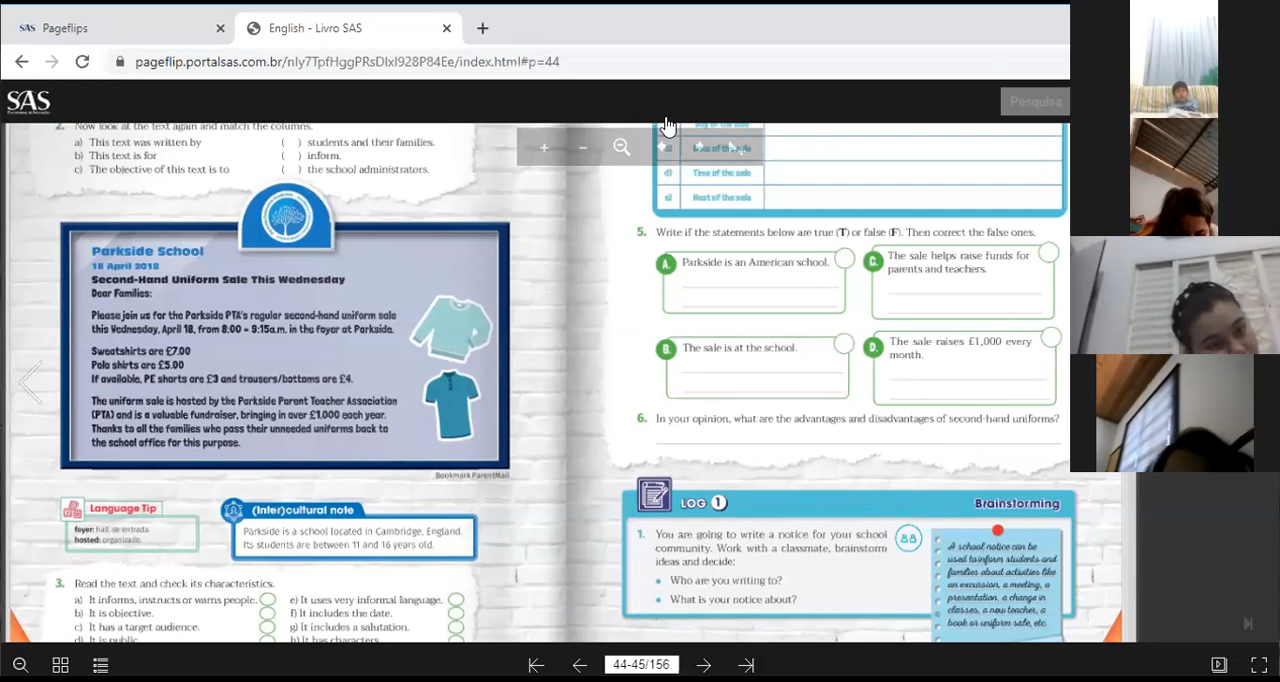 SAS Pageflips
English - Livro SAS
pageflip.portalsas.com.br/nly7TpfHggPRsDlxl928P84Ee/index.html#p=44
SAS
Pesquisa
2. Now look at the text again and match the columns.
a) This text was written by ( ) students and their families.
b) This text is for ( ) inform.
c) The objective of this text is to ( ) the school administrators.
Parkside School
18 April 2018
Second-Hand Uniform Sale This Wednesday
Dear Families:
Please join us for the Parkside PTA's regular second-hand uniform sale
this Wednesday, April 18, from 8:00 - 9:15a.m. in the foyer at Parkside.
Sweatshirts are £7.00
Polo shirts are £5.00
If available, PE shorts are £3 and trousers/bottoms are £4.
The uniform sale is hosted by the Parkside Parent Teacher Association
(PTA) and is a valuable fundraiser, bringing in over £1,000 each year.
Thanks to all the families who pass their unneeded uniforms back to
the school office for this purpose.
Bookmark ParentMail
Language Tip
foyer: hall de entrada.
hosted: organizado.
(Inter)cultural note
Parkside is a school located in Cambridge, England.
Its students are between 11 and 16 years old.
3. Read the text and check its characteristics.
a) It informs, instructs or warns people.
b) It is objective.
c) It has a target audience.
d) It is public.
e) It uses very informal language.
f) It includes the date.
g) It includes a salutation.
h) It has characters.
Day of the sale
Date of the sale
d) Time of the sale
e) Host of the sale
5. Write if the statements below are true (T) or false (F). Then correct the false ones.
A. Parkside is an American school.
C. The sale helps raise funds for
parents and teachers.
B. The sale is at the school.
D. The sale raises £1,000 every
month.
6. In your opinion, what are the advantages and disadvantages of second-hand uniforms?
LOG 1
Brainstorming
1. You are going to write a notice for your school
community. Work with a classmate, brainstorm
ideas and decide:
• Who are you writing to?
• What is your notice about?
A school notice can be
used to inform students and
families about activities like
an excursion, a meeting, a
presentation, a change in
classes, a new teacher, a
book or uniform sale, etc.
44-45/156